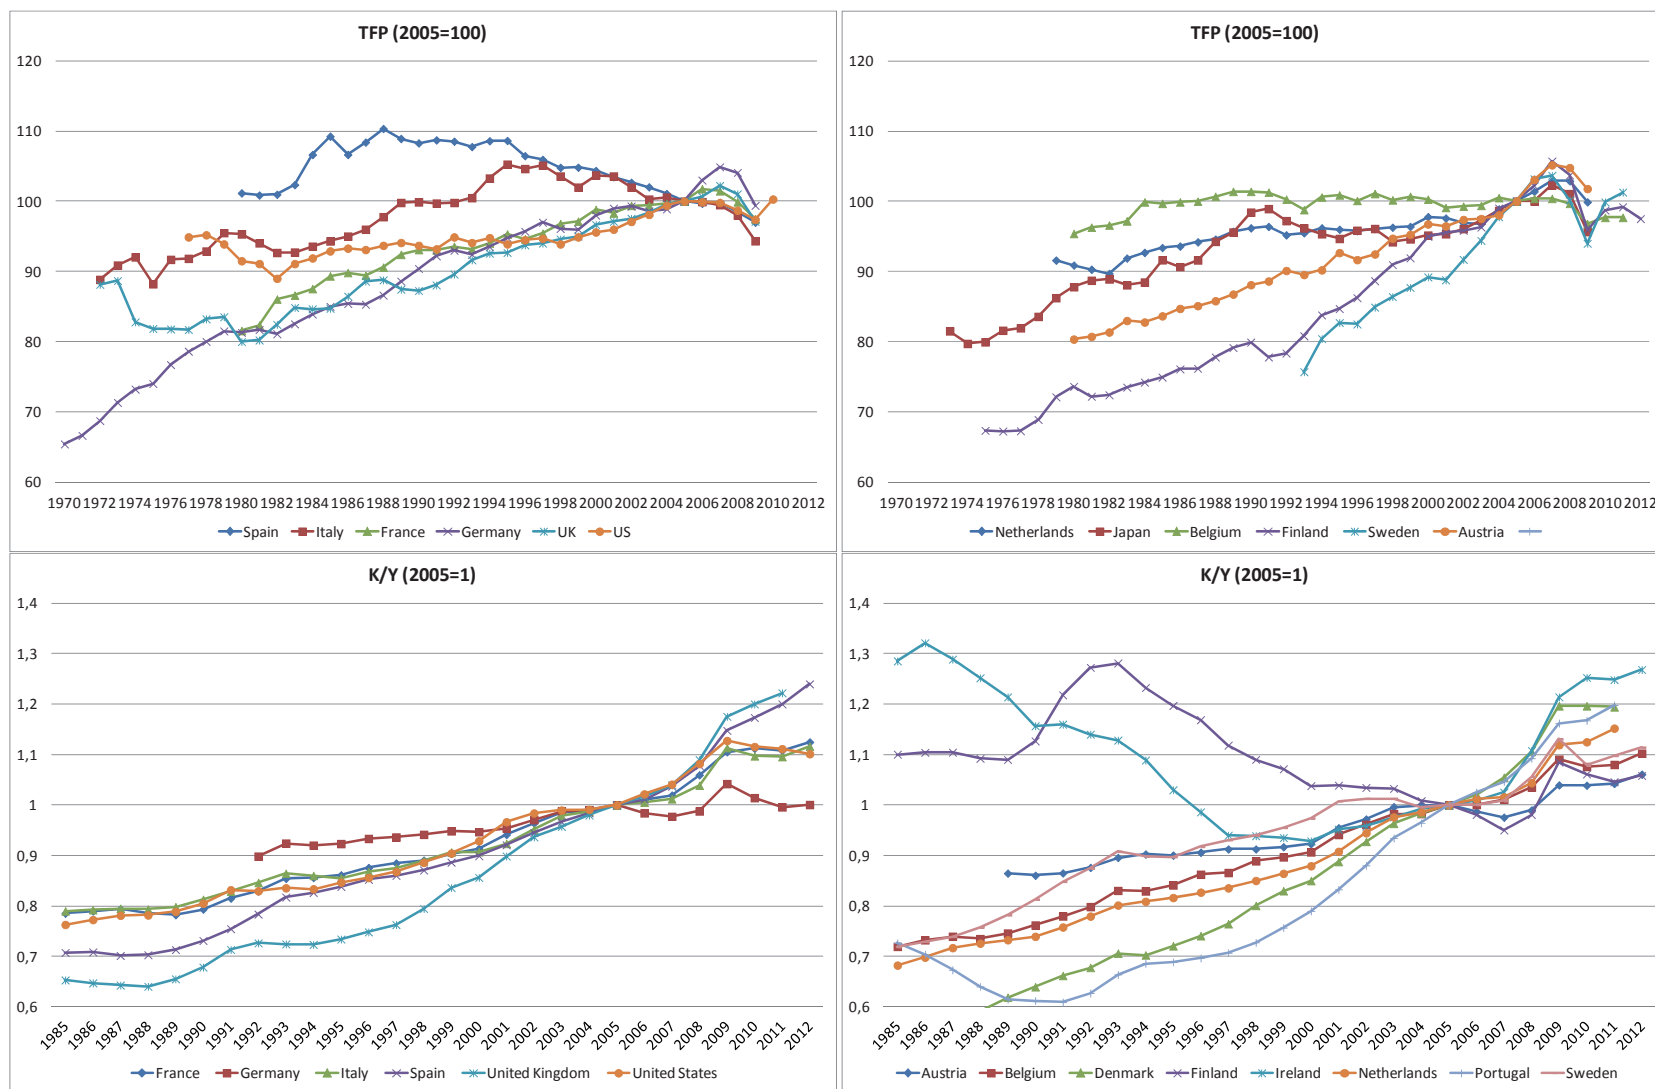 TFP (2005=100)
120
110
100
90
80
70
60
1970 1972 1974 1976 1978 1980 1982 1984 1986 1988 1990 1992 1994 1996 1998 2000 2002 2004 2006 2008 2010 2012
Spain Italy France Germany UK US
TFP (2005=100)
120
110
100
90
80
70
60
1970 1972 1974 1976 1978 1980 1982 1984 1986 1988 1990 1992 1994 1996 1998 2000 2002 2004 2006 2008 2010 2012
Netherlands Japan Belgium Finland Sweden Austria
K/Y (2005=1)
1,4
1,3
1,2
1,1
1
0,9
0,8
0,7
0,6
1985 1986 1987 1988 1989 1990 1991 1992 1993 1994 1995 1996 1997 1998 1999 2000 2001 2002 2003 2004 2005 2006 2007 2008 2009 2010 2011 2012
France Germany Italy Spain United Kingdom United States
K/Y (2005=1)
1,4
1,3
1,2
1,1
1
0,9
0,8
0,7
0,6
1985 1986 1987 1988 1989 1990 1991 1992 1993 1994 1995 1996 1997 1998 1999 2000 2001 2002 2003 2004 2005 2006 2007 2008 2009 2010 2011 2012
Austria Belgium Denmark Finland Ireland Netherlands Portugal Sweden